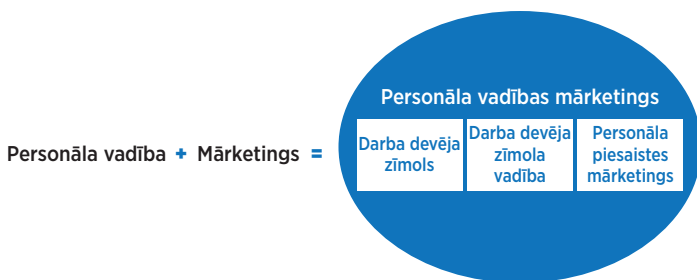 Personāla vadības mārketings
Personāla vadība + Mārketings =
Darba devēja
zīmols
Darba devēja
zīmola
vadība
Personāla
piesaistes
mārketings